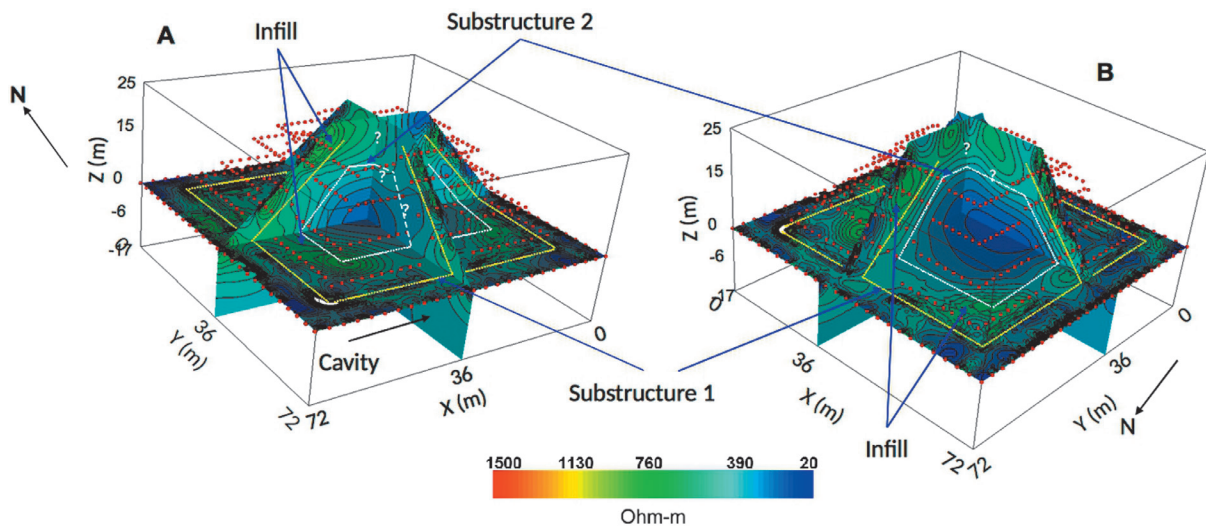 Substructure 2
A
Infill
B
N
25
15
0
-6
-17
Z (m)
?
?
?
36
Y (m)
72
Cavity
72
36
X (m)
0
25
15
0
-6
-17
Z (m)
?
?
0
36
Y (m)
N
36
X (m)
72
72
Substructure 1
Infill
1500 1130 760 390 20
Ohm-m